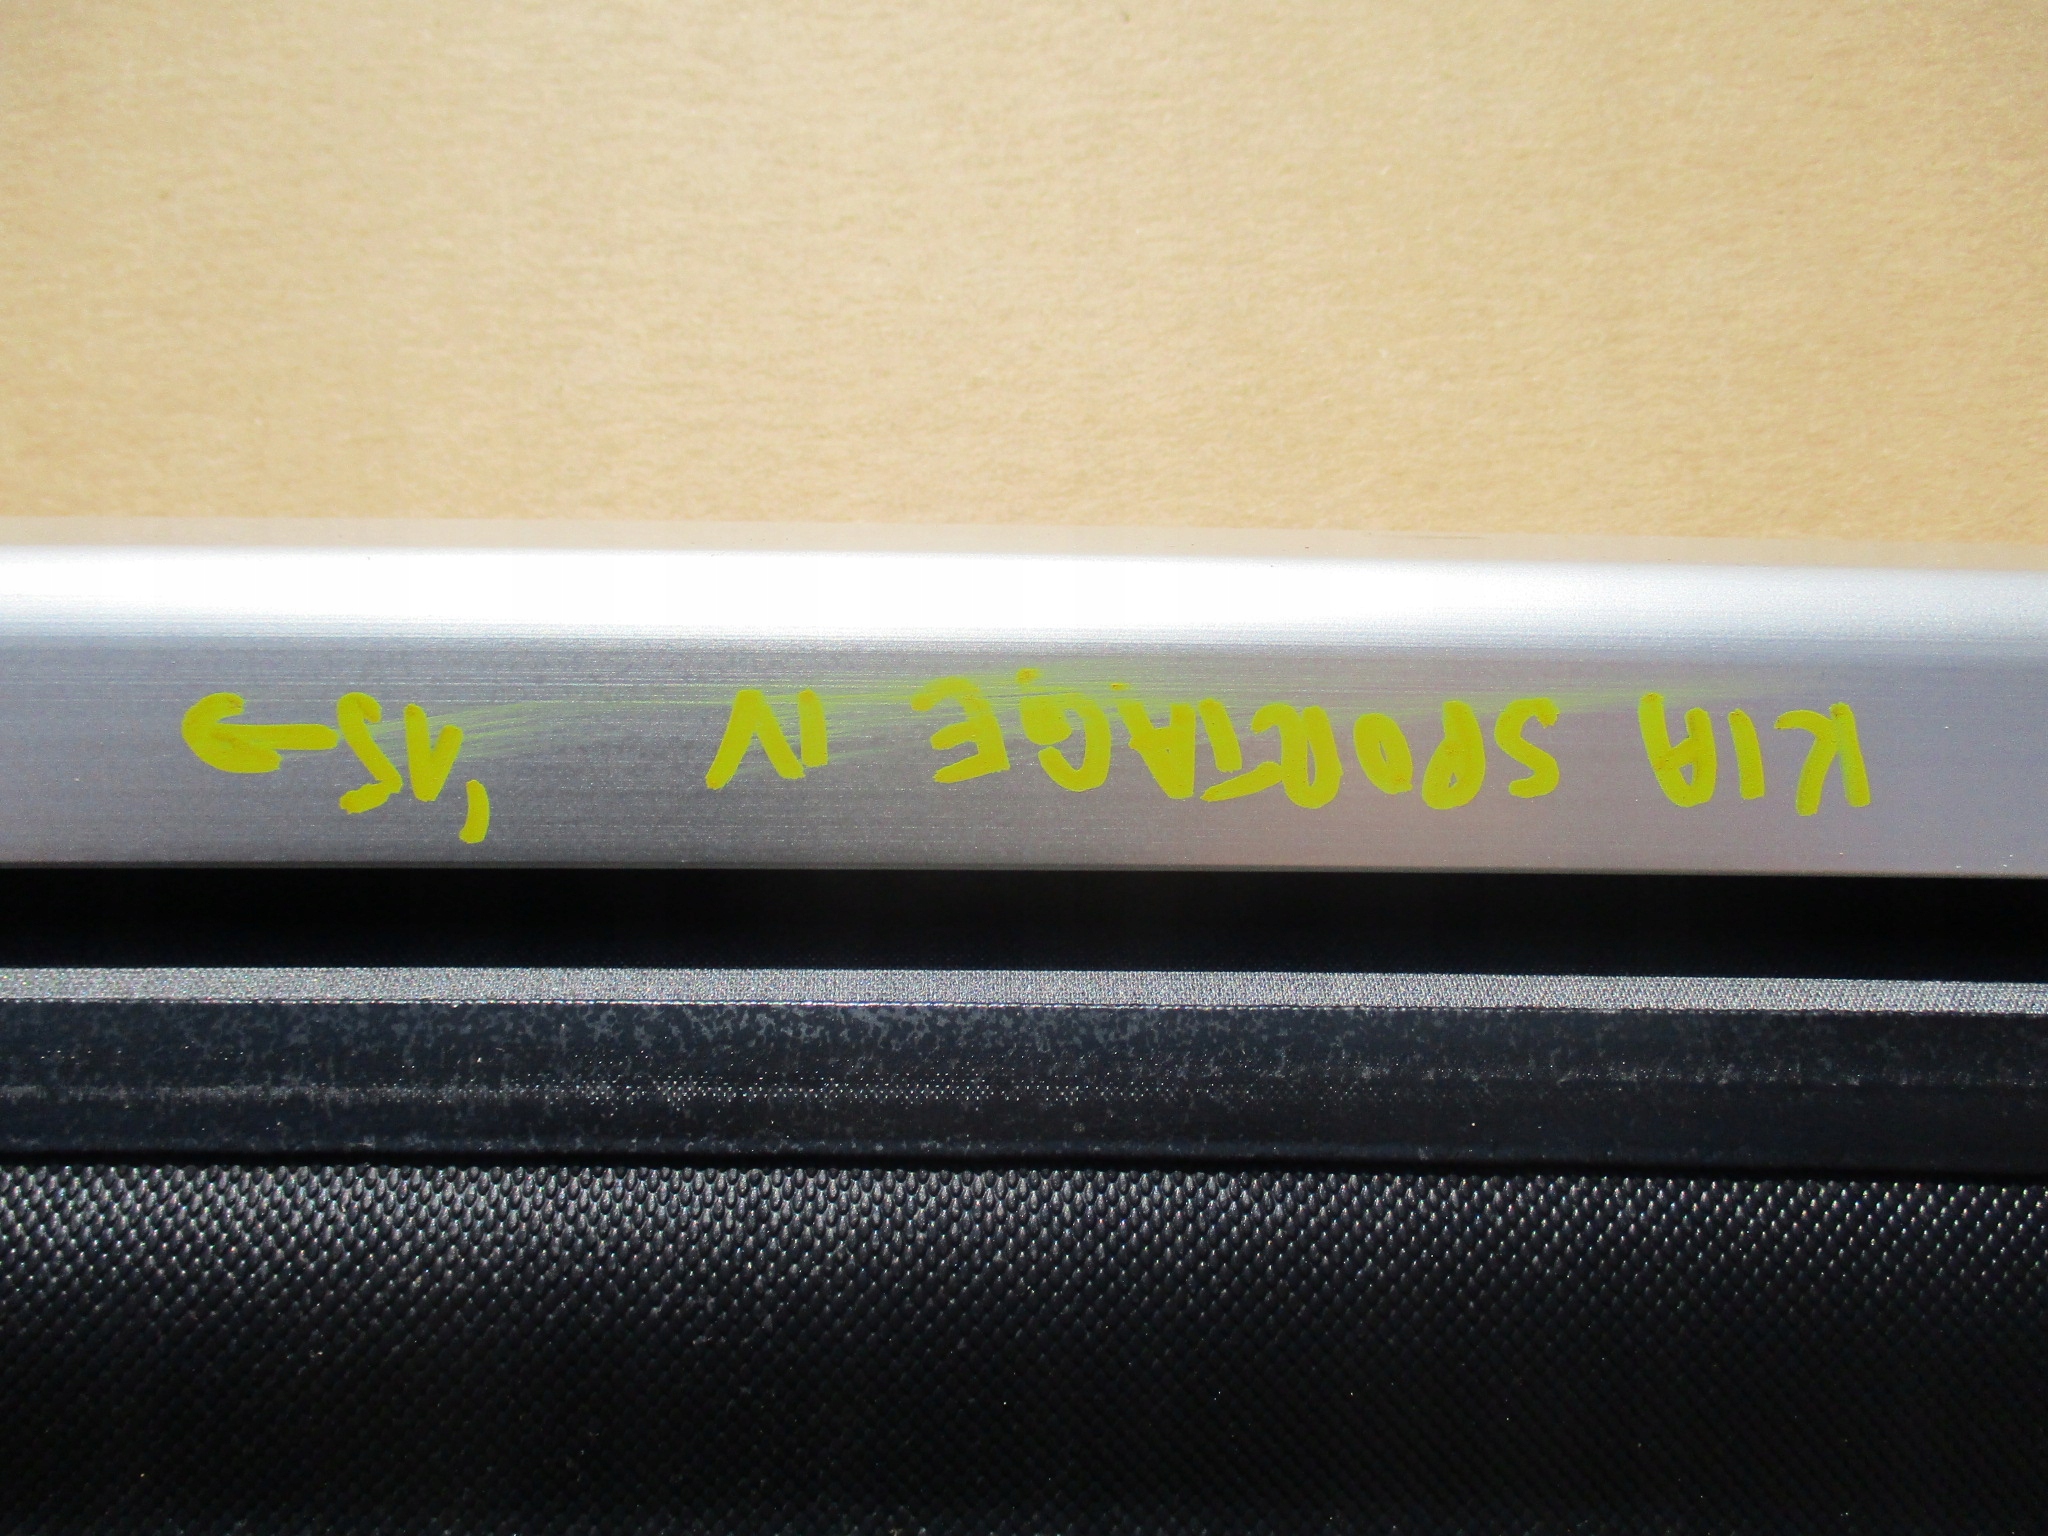 KIA SPORTAGE IV '15→